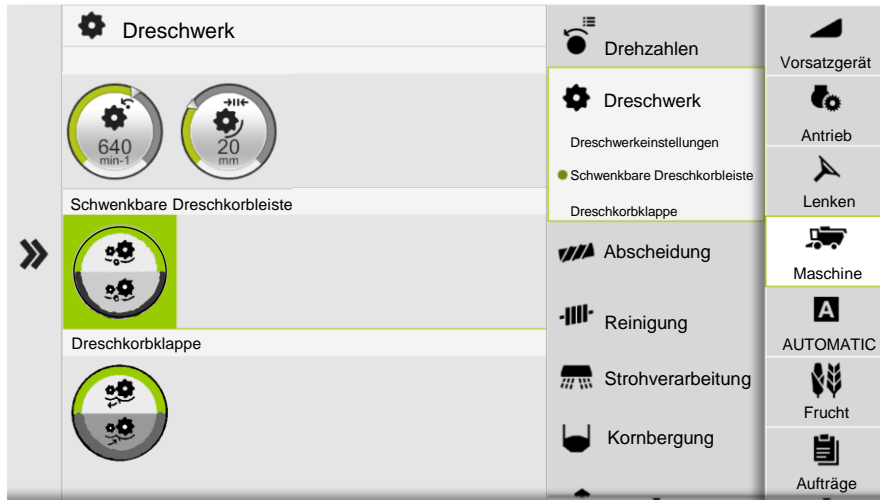 Dreschwerk
640
min-1
20
mm
Schwenkbare Dreschkorbleiste
Dreschkorbklappe
Drehzahlen
Dreschwerk
Dreschwerkeinstellungen
Schwenkbare Dreschkorbleiste
Dreschkorbklappe
Abscheidung
Reinigung
Strohverarbeitung
Kornbergung
Vorsatzgerät
Antrieb
Lenken
Maschine
A
AUTOMATIC
Frucht
Aufträge